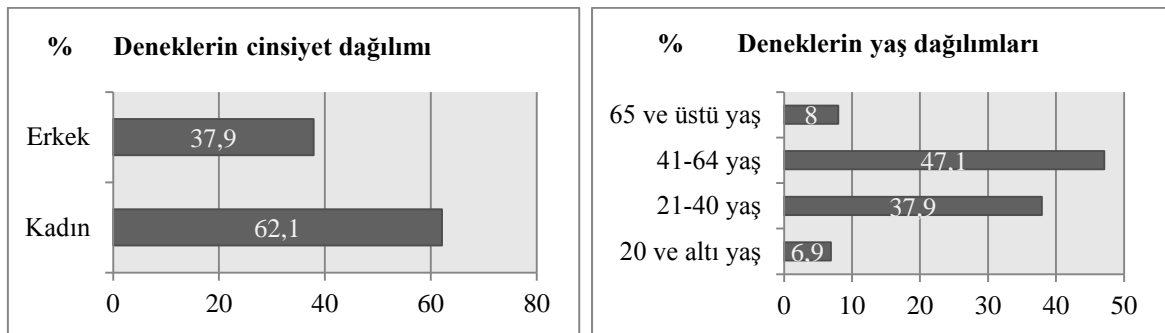 % Deneklerin cinsiyet dağılımı
Erkek 37,9
Kadın 62,1
0 20 40 60 80
% Deneklerin yaş dağılımları
65 ve üstü yaş 8
41-64 yaş 47,1
21-40 yaş 37,9
20 ve altı yaş 6,9
0 10 20 30 40 50